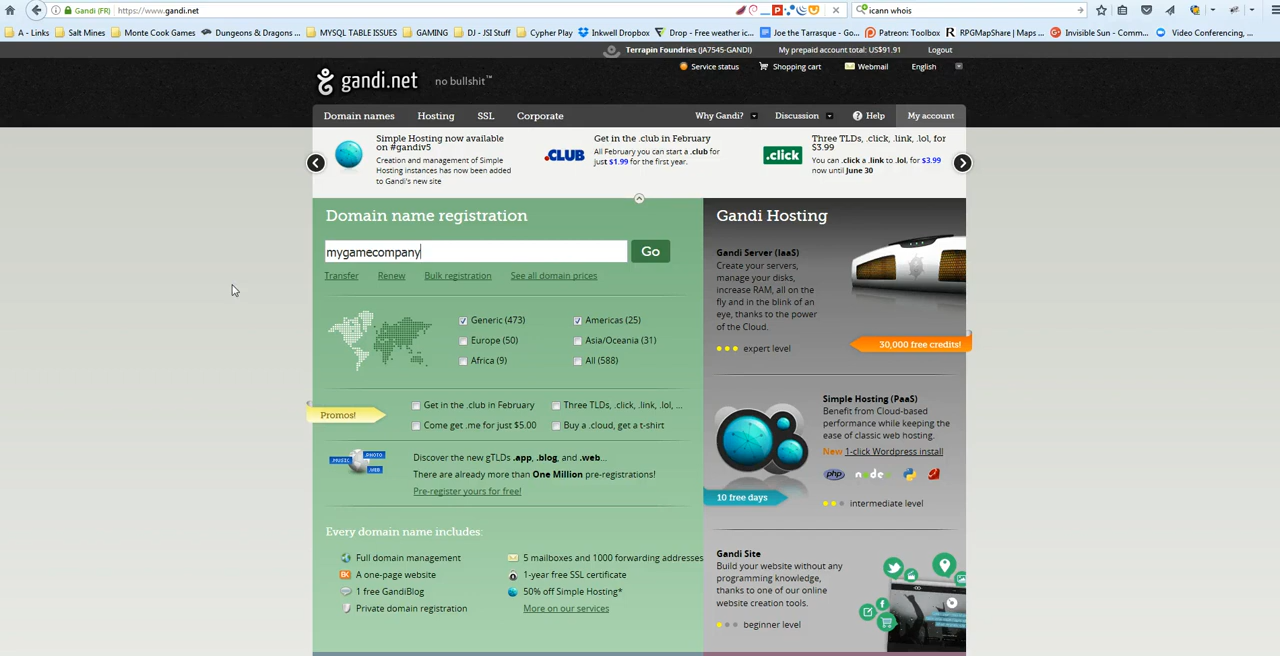 Gandi (FR)
https://www.gandi.net
icann whois
A - Links
Salt Mines
Monte Cook Games
Dungeons & Dragons ...
MYSQL TABLE ISSUES
GAMING
DJ - JSI Stuff
Cypher Play
Inkwell Dropbox
Drop - Free weather ic...
Joe the Tarrasque - Go...
Patreon: Toolbox
RPGMapShare | Maps ...
Invisible Sun - Comm...
Video Conferencing, ...
Terrapin Foundries (JA7545-GANDI)
My prepaid account total: US$91.91
Logout
Service status
Shopping cart
Webmail
English
gandi.net
no bullshit™
Domain names
Hosting
SSL
Corporate
Why Gandi?
Discussion
Help
My account
Simple Hosting now available
on #gandiv5
Creation and management of Simple
Hosting instances has now been
added to Gandi's new site
.CLUB
Get in the .club in February
All February you can start a .club for
just $1.99 for the first year.
.click
Three TLDs, .click, .link, .lol, for
$3.99
You can .click a .link to .lol, for $3.99
now until June 30
Domain name registration
mygamecompany
Go
Transfer
Renew
Bulk registration
See all domain prices
Generic (473)
Americas (25)
Europe (50)
Asia/Oceania (31)
Africa (9)
All (588)
Promos!
Get in the .club in February
Three TLDs, .click, .link, .lol, ...
Come get .me for just $5.00
Buy a .cloud, get a t-shirt
.MUSIC
.PHOTO
.WEB
Discover the new gTLDs .app, .blog, and .web...
There are already more than One Million pre-registrations!
Pre-register yours for free!
Every domain name includes:
Full domain management
5 mailboxes and 1000 forwarding addresses
A one-page website
1-year free SSL certificate
1 free GandiBlog
50% off Simple Hosting*
Private domain registration
More on our services
Gandi Hosting
Gandi Server (IaaS)
Create your servers,
manage your disks,
increase RAM, all on the
fly and in the blink of an
eye, thanks to the power
of the Cloud.
expert level
30,000 free credits!
Simple Hosting (PaaS)
Benefit from Cloud-based
performance while keeping the
ease of classic web hosting.
New 1-click Wordpress install
php
node
10 free days
intermediate level
Gandi Site
Build your website without any
programming knowledge,
thanks to one of our online
website creation tools.
beginner level